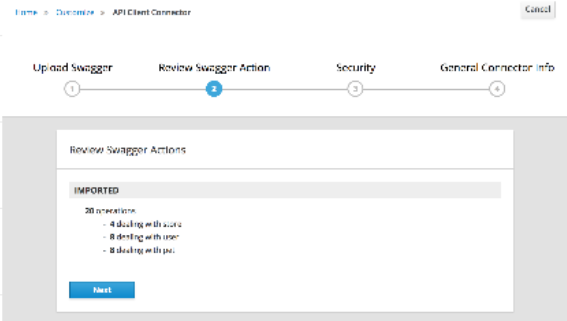 Home » Customize » API Client Connector
Cancel
Upload Swagger
Review Swagger Action
Security
General Connector Info
1
2
3
4
Review Swagger Actions
IMPORTED
20 operations
- 4 dealing with store
- 8 dealing with user
- 8 dealing with pet
Next